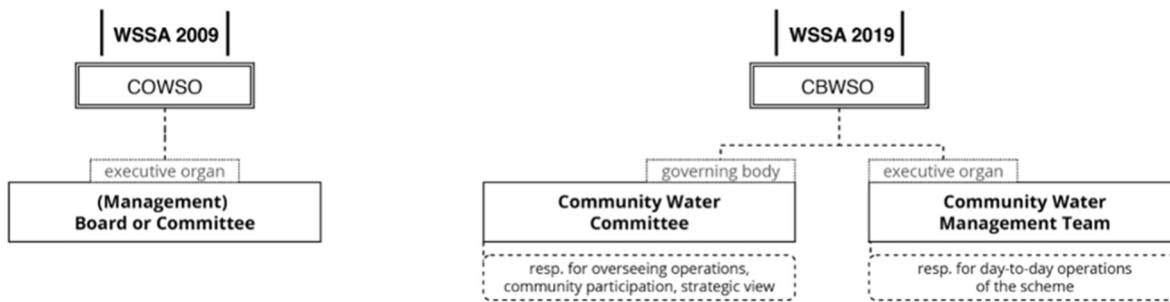 WSSA 2009
COWSO
executive organ
(Management)
Board or Committee
WSSA 2019
CBWSO
governing body
Community Water
Committee
resp. for overseeing operations,
community participation, strategic view
executive organ
Community Water
Management Team
resp. for day-to-day operations
of the scheme